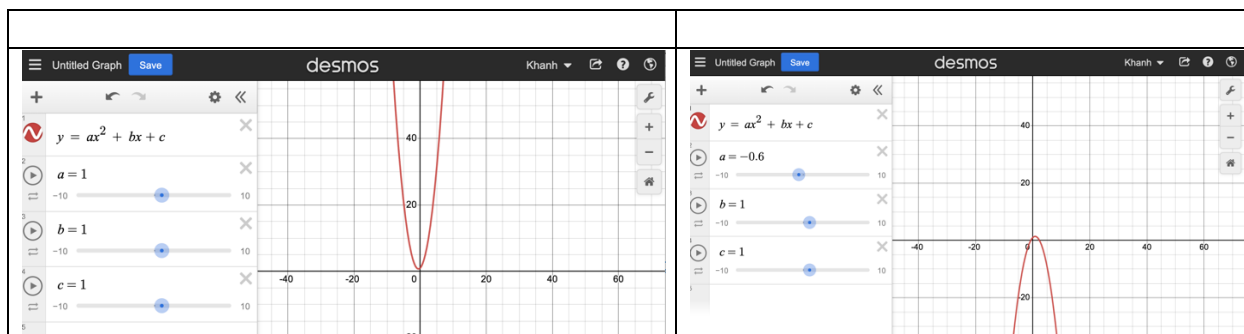 Untitled Graph Save desmos Khanh
y = ax² + bx + c
a = 1
-10 10
b = 1
-10 10
c = 1
-10 10
40
20
-40 -20 0 20 40 60
Untitled Graph Save desmos Khanh
y = ax² + bx + c
a = −0.6
-10 10
b = 1
-10 10
c = 1
-10 10
40
20
-40 -20 0 20 40 60
-20